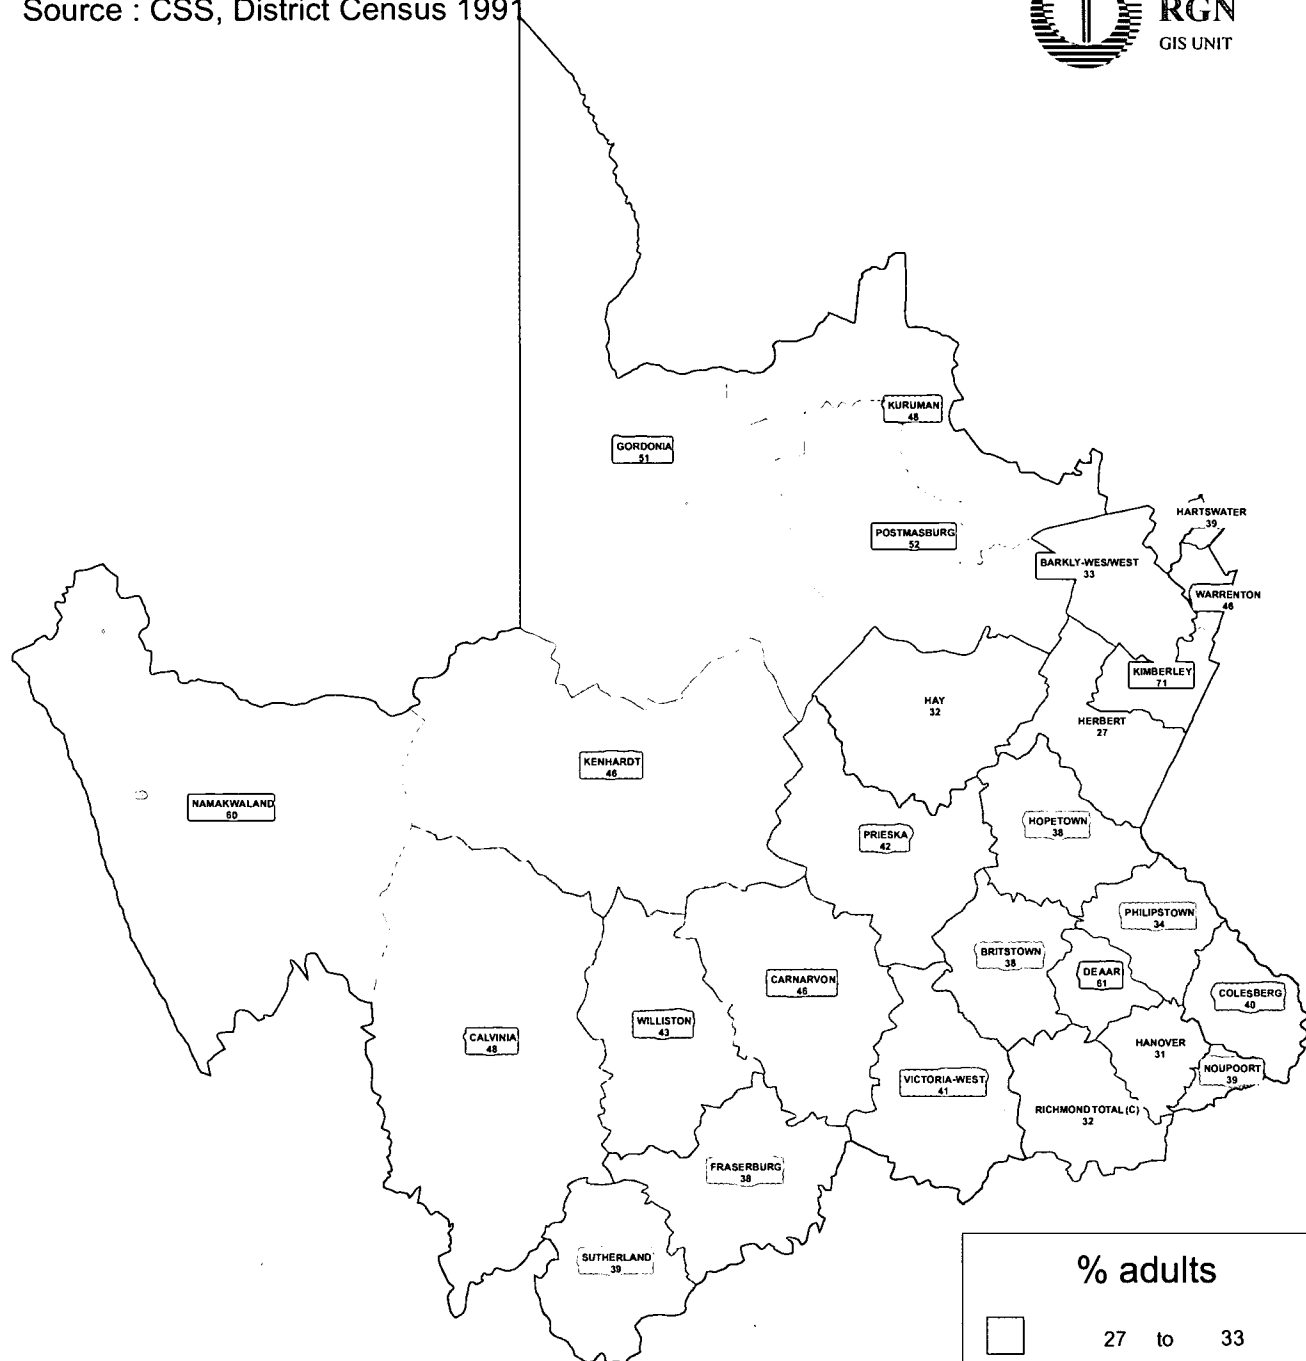 Source : CSS, District Census 1991
RGN
GIS UNIT
KURUMAN
48
GORDONIA
51
HARTSWATER
39
POSTMASBURG
52
BARKLY-WES/WEST
33
WARRENTON
46
KIMBERLEY
71
HAY
32
HERBERT
27
KENHARDT
46
NAMAKWALAND
60
HOPETOWN
38
PRIESKA
42
PHILIPSTOWN
34
BRITSTOWN
38
DE AAR
61
CARNARVON
46
COLESBERG
40
WILLISTON
43
CALVINIA
48
HANOVER
31
NOUPOORT
39
VICTORIA-WEST
41
RICHMOND TOTAL (C)
32
FRASERBURG
38
SUTHERLAND
39
% adults
27 to 33